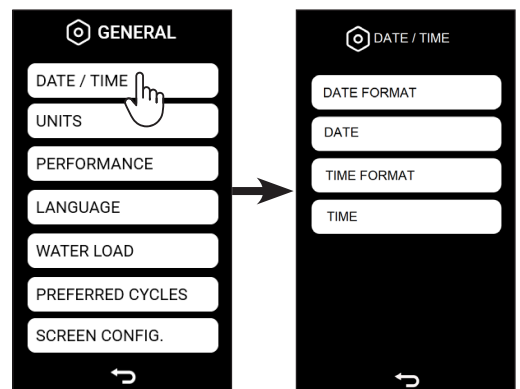 GENERAL
DATE / TIME
UNITS
PERFORMANCE
LANGUAGE
WATER LOAD
PREFERRED CYCLES
SCREEN CONFIG.
DATE / TIME
DATE FORMAT
DATE
TIME FORMAT
TIME